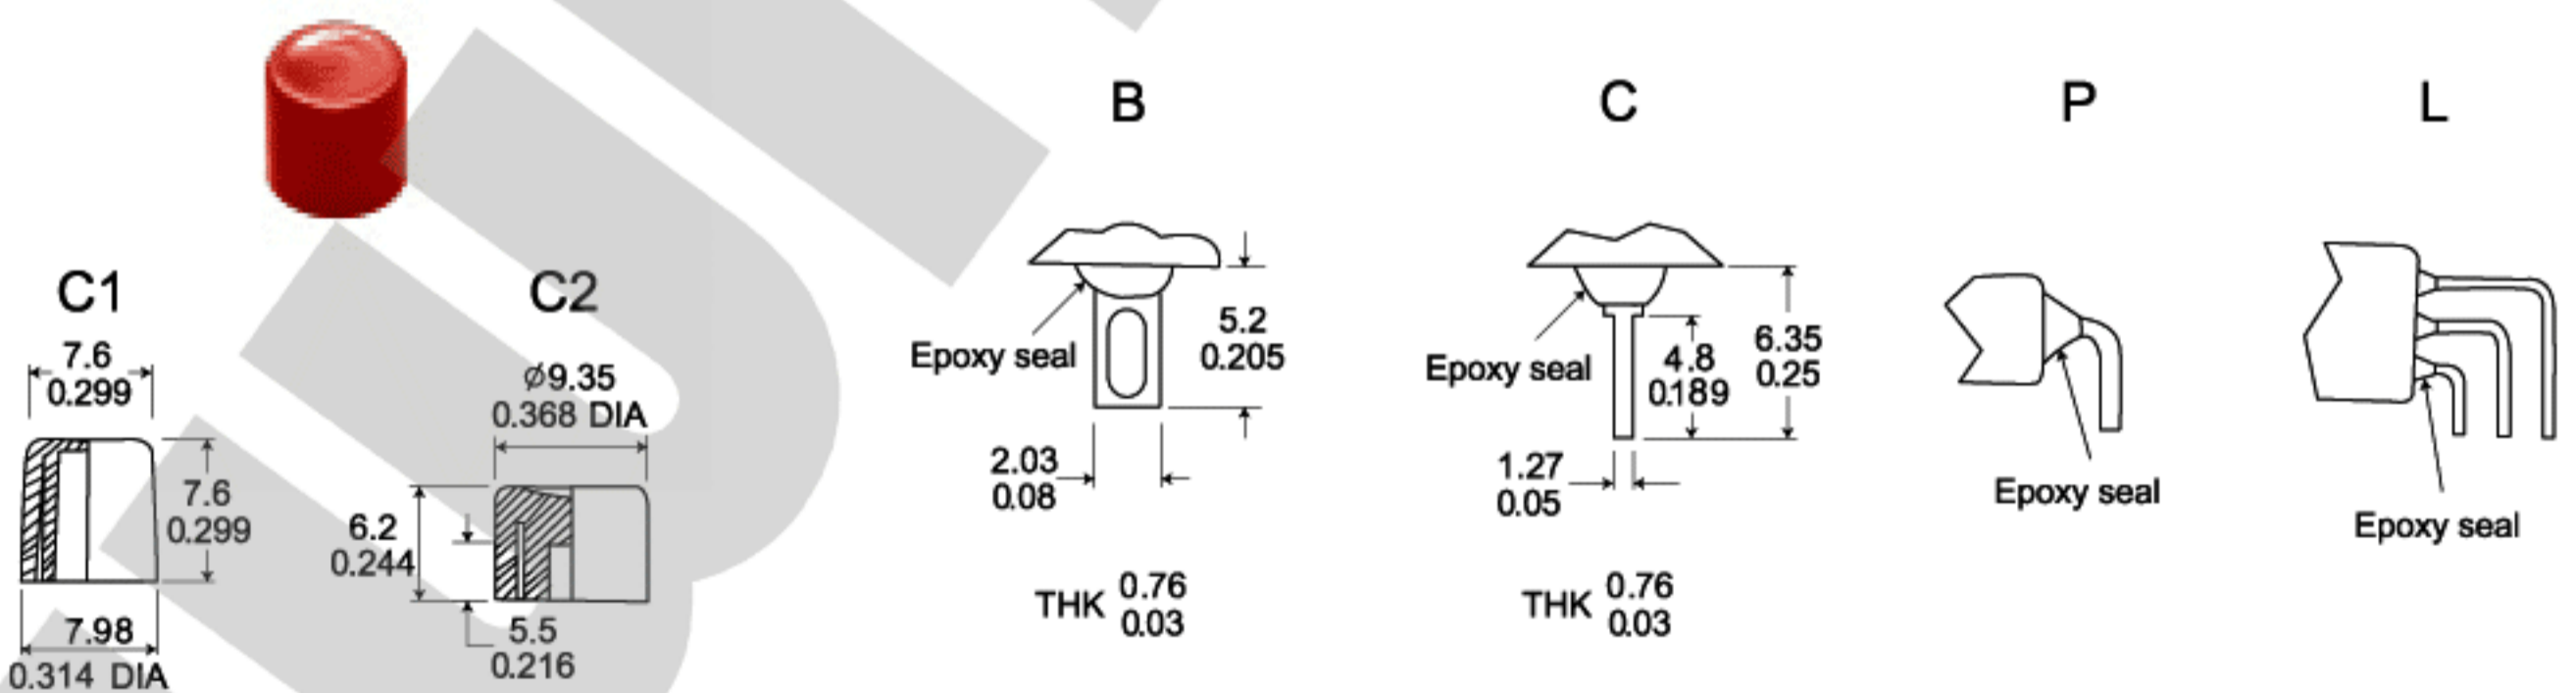 C1
7.6
0.299
7.6
0.299
7.98
0.314 DIA
C2
Ø9.35
0.368 DIA
6.2
0.244
5.5
0.216
B
Epoxy seal
5.2
0.205
2.03
0.08
THK 0.76
0.03
C
Epoxy seal
4.8
0.189
6.35
0.25
1.27
0.05
THK 0.76
0.03
P
Epoxy seal
L
Epoxy seal